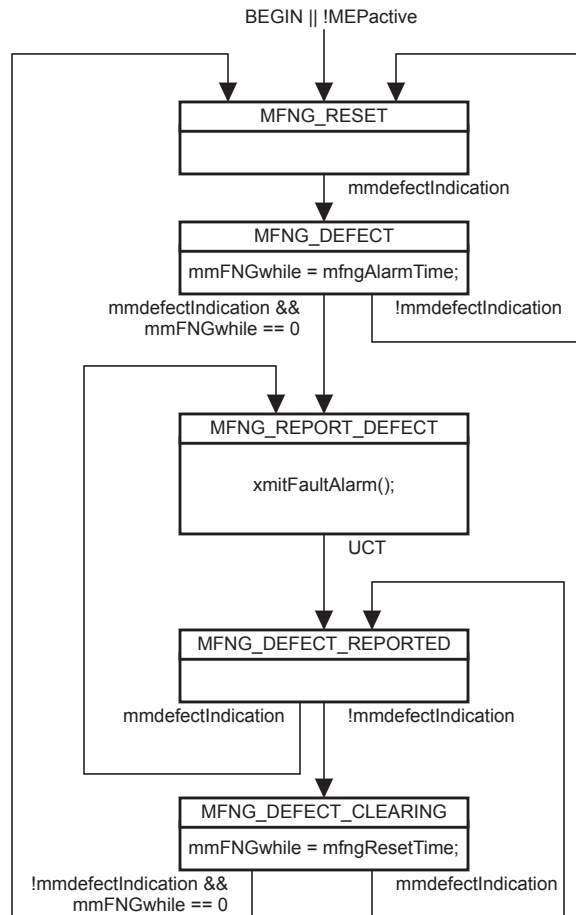 BEGIN || !MEPactive
MFNG_RESET
mmdefectIndication
MFNG_DEFECT
mmFNGwhile = mfngAlarmTime;
mmdefectIndication &&
mmFNGwhile == 0
!mmdefectIndication
MFNG_REPORT_DEFECT
xmitFaultAlarm();
UCT
MFNG_DEFECT_REPORTED
mmdefectIndication
!mmdefectIndication
MFNG_DEFECT_CLEARING
mmFNGwhile = mfngResetTime;
!mmdefectIndication &&
mmFNGwhile == 0
mmdefectIndication